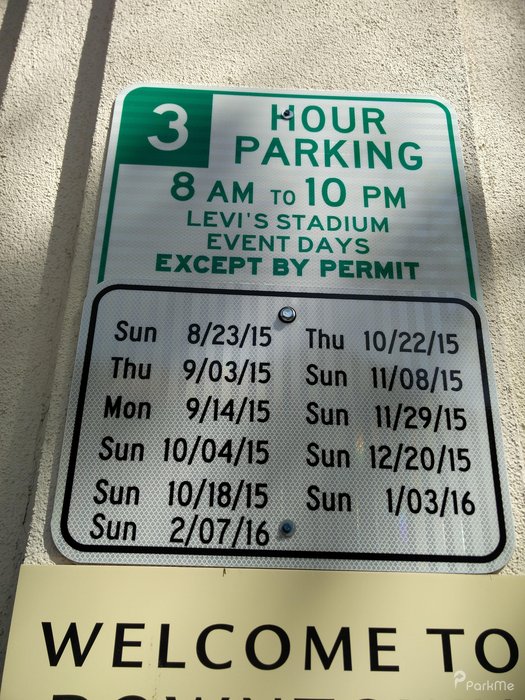 3 HOUR
PARKING
8 AM TO 10 PM
LEVI'S STADIUM
EVENT DAYS
EXCEPT BY PERMIT
Sun 8/23/15 Thu 10/22/15
Thu 9/03/15 Sun 11/08/15
Mon 9/14/15 Sun 11/29/15
Sun 10/04/15 Sun 12/20/15
Sun 10/18/15 Sun 1/03/16
Sun 2/07/16
WELCOME TO
ParkMe